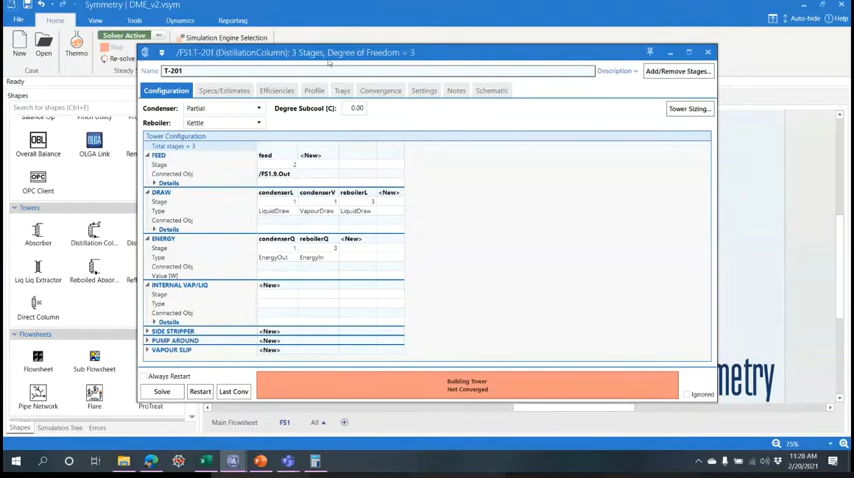 Symmetry | DME_v2.vsym
File Home View Tools Dynamics Reporting
Auto-hide Help
New Open Thermo
Solver Active
Stop
Re-solve
Simulation Engine Selection
Case
Ready
/FS1.T-201 (DistillationColumn): 3 Stages, Degree of Freedom = 3
Name T-201 Description Add/Remove Stages...
Configuration Specs/Estimates Efficiencies Profile Trays Convergence Settings Notes Schematic
Condenser: Partial Degree Subcool [C]: 0.00 Tower Sizing...
Reboiler: Kettle
Tower Configuration
Total stages = 3
FEED feed <New>
Stage 2
Connected Obj /FS1.9.Out
Details
DRAW condenserL condenserV reboilerL <New>
Stage 1 1 3
Type LiquidDraw VapourDraw LiquidDraw
Connected Obj
Details
ENERGY condenserQ reboilerQ <New>
Stage 1 3
Type EnergyOut EnergyIn
Connected Obj
Value [W]
INTERNAL VAP/LIQ <New>
Stage
Type
Connected Obj
Details
SIDE STRIPPER <New>
PUMP AROUND <New>
VAPOUR SLIP <New>
Always Restart
Solve Restart Last Conv
Building Tower
Not Converged
Ignored
Shapes
Search for shapes (Ctrl+E)
OBL OLGA
Overall Balance OLGA Link
OPC
OPC Client
Towers
Absorber Distillation Col...
Liq Liq Extractor Reboiled Absor...
Direct Column
Flowsheets
Flowsheet Sub Flowsheet
Pipe Network Flare ProTreat
Shapes Simulation Tree Errors
Main Flowsheet FS1 All
metry
75%
11:28 AM
2/20/2021